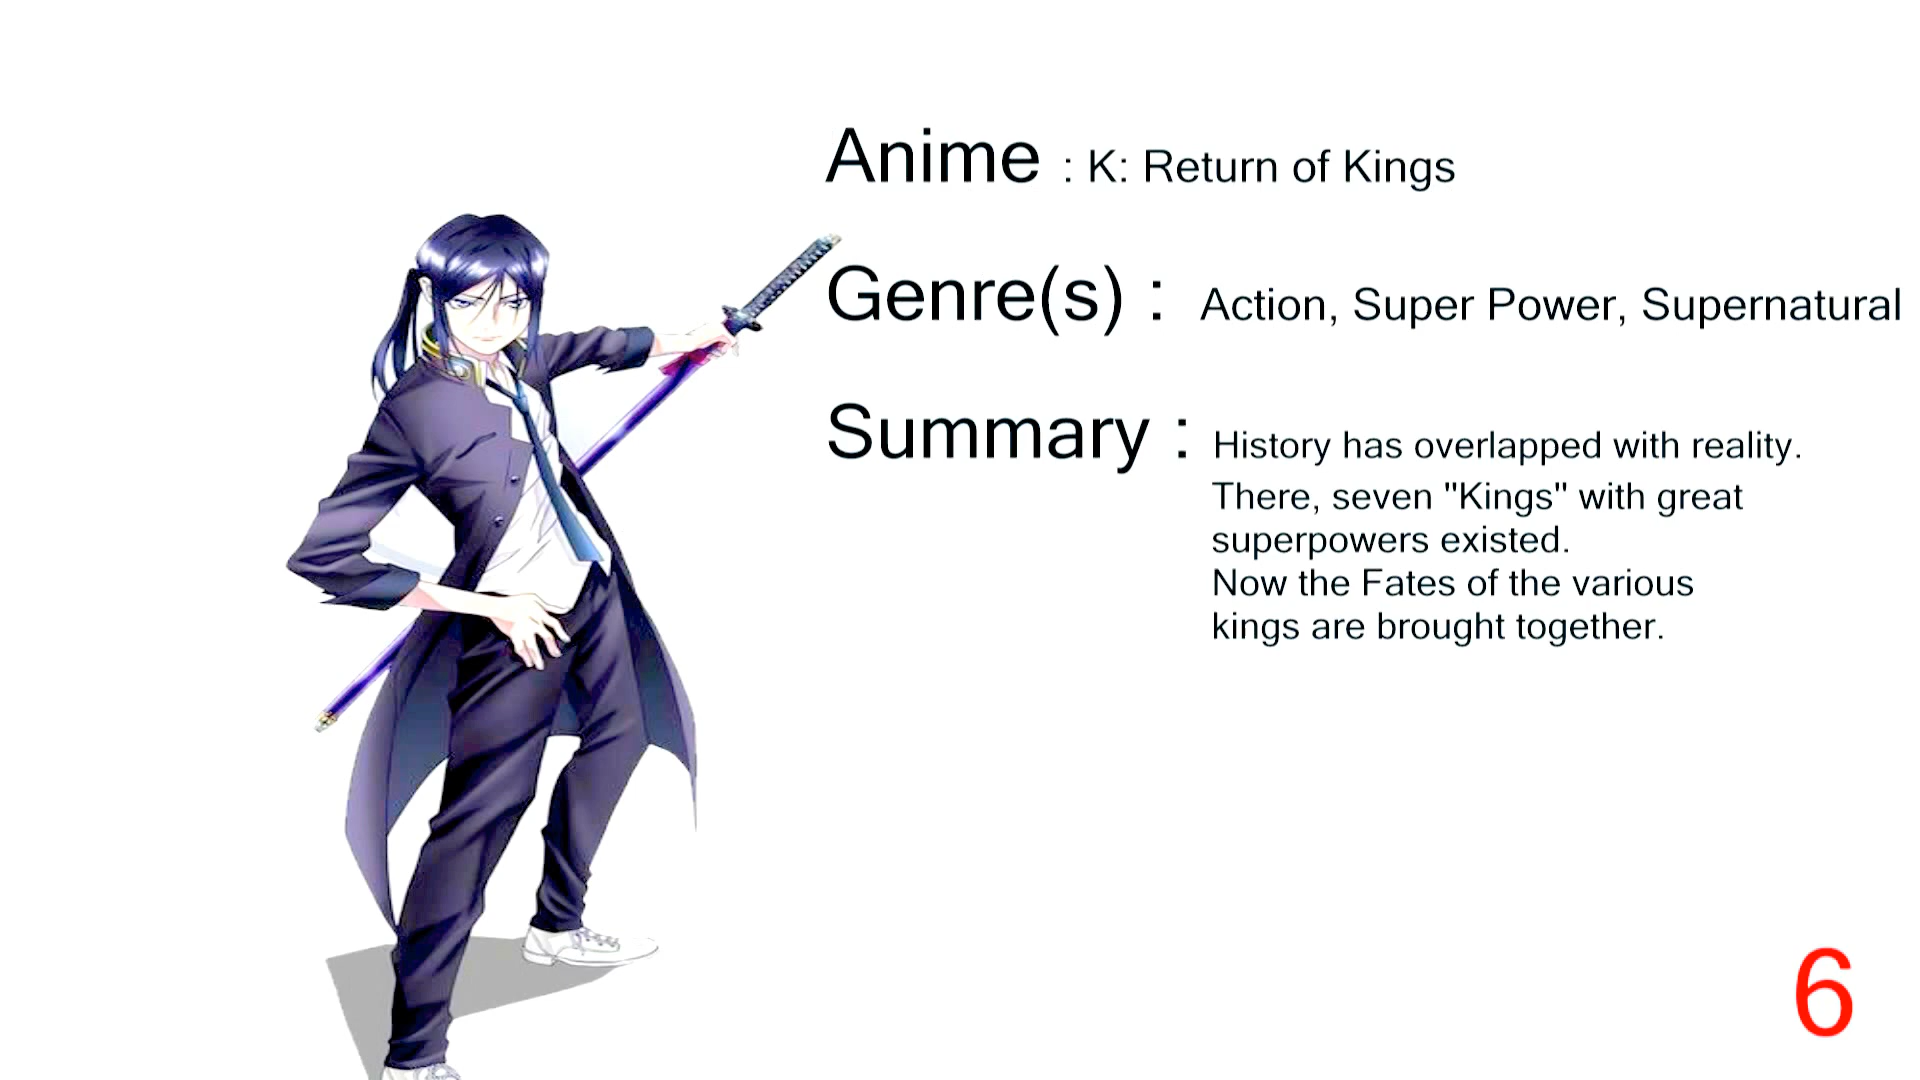 Anime : K: Return of Kings
Genre(s) : Action, Super Power, Supernatural
Summary : History has overlapped with reality.
There, seven "Kings" with great
superpowers existed.
Now the Fates of the various
kings are brought together.
6